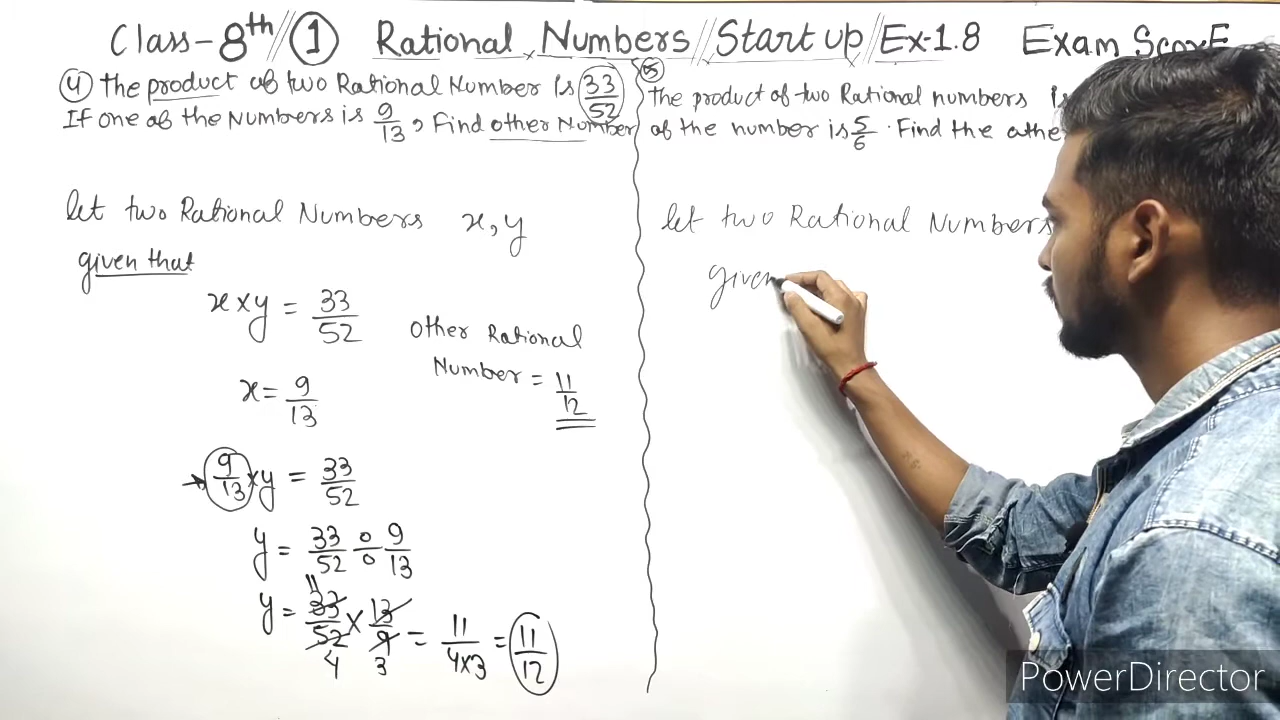 Class-8th // ① Rational Numbers // Start up // Ex-1.8 Exam ScorE
④ The product of two Rational Number is 33/52
If one of the Numbers is 9/13, Find other Number
let two Rational Numbers x, y
given that
x × y = 33/52
x = 9/13
Other Rational
Number = 11/12
→ 9/13 × y = 33/52
y = 33/52 ÷ 9/13
y = 33/52 × 13/9 = 11/4×3 = 11/12
11
4 3
⑤
The product of two Rational numbers is
of the number is 5/6 . Find the othe
let two Rational Numbers
given
PowerDirector